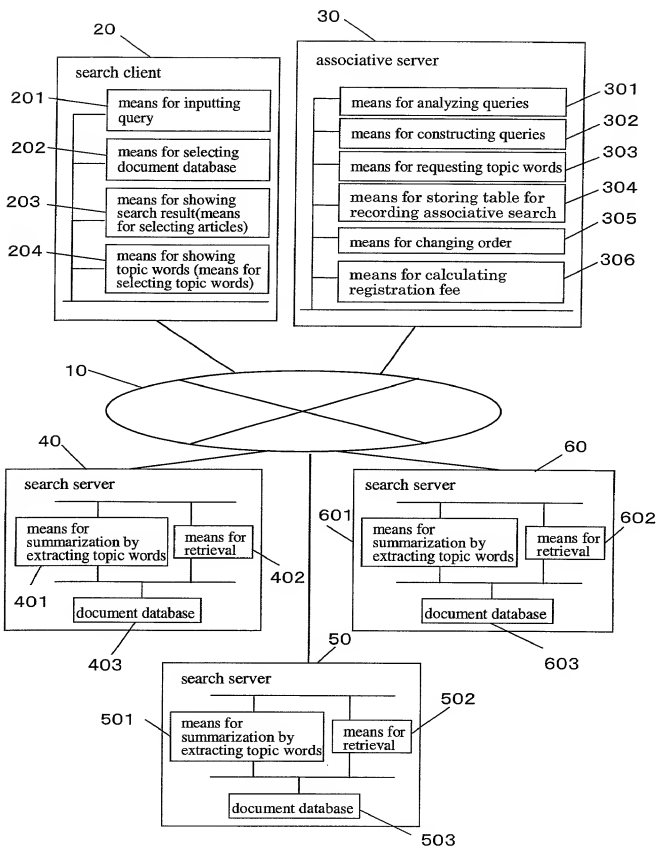 20
search client
201
means for inputting
query
202
means for selecting
document database
203
means for showing
search result(means
for selecting articles)
204
means for showing
topic words (means for
selecting topic words)
30
associative server
means for analyzing queries
301
means for constructing queries
302
means for requesting topic words
303
means for storing table for
recording associative search
304
means for changing order
305
means for calculating
registration fee
306
10
40
search server
means for
summarization by
extracting topic words
means for
retrieval
401
402
document database
403
60
search server
601
means for
summarization by
extracting topic words
means for
retrieval
602
document database
603
50
search server
501
means for
summarization by
extracting topic words
means for
retrieval
502
document database
503